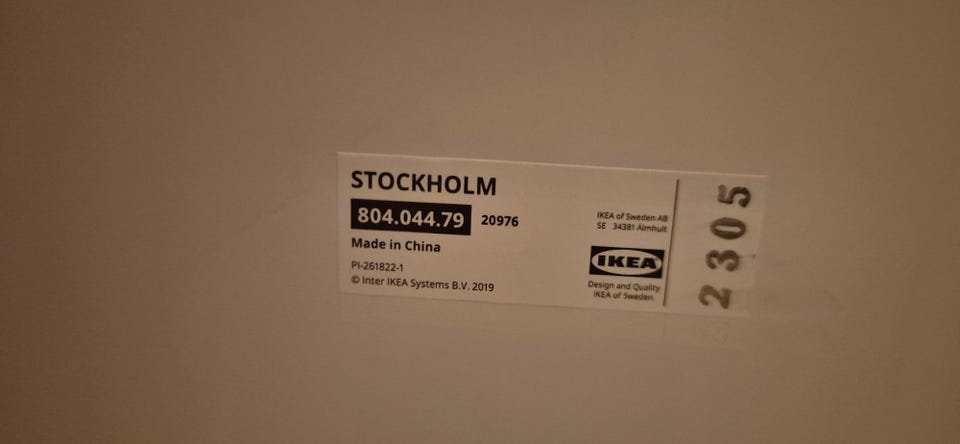 STOCKHOLM
804.044.79 20976
Made in China
PI-261822-1
© Inter IKEA Systems B.V. 2019
IKEA of Sweden AB
SE 34381 Älmhult
IKEA
Design and Quality
IKEA of Sweden
2305